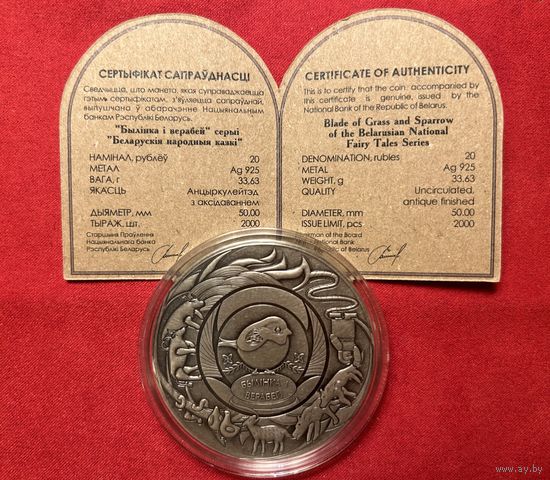 СЕРТЫФІКАТ САПРАЎДНАСЦІ
Сведчыцца, што манета, якая суправаджаецца
гэтым сертыфікатам, з'яўляецца сапраўднай,
выпушчана ў абарачэнне Нацыянальным
банкам Рэспублікі Беларусь.
"Былінка і верабей" серыі
"Беларускія народныя казкі"
НАМІНАЛ, рублёў 20
МЕТАЛ Ag 925
ВАГА, г 33,63
ЯКАСЦЬ Анцыркулейтэд
з аксідаваннем
ДЫЯМЕТР, мм 50,00
ТЫРАЖ, шт. 2000
Старшыня Праўлення
Нацыянальнага банка
Рэспублікі Беларусь
CERTIFICATE OF AUTHENTICITY
This is to certify that the coin accompanied by
this certificate is genuine, issued by the
National Bank of the Republic of Belarus.
Blade of Grass and Sparrow
of the Belarusian National
Fairy Tales Series
DENOMINATION, rubles 20
METAL Ag 925
WEIGHT, g 33.63
QUALITY Uncirculated,
antique finished
DIAMETER, mm 50.00
ISSUE LIMIT, pcs 2000
of the Board
National Bank
Republic of Belarus
БЫЛІНКА І
ВЕРАБЕЙ
www.ay.by